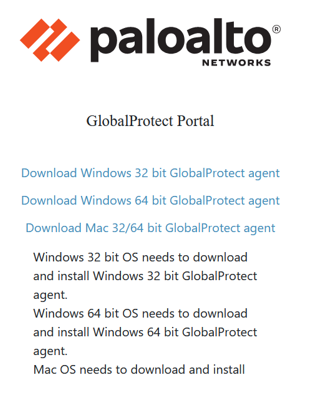 paloalto®
NETWORKS
GlobalProtect Portal
Download Windows 32 bit GlobalProtect agent
Download Windows 64 bit GlobalProtect agent
Download Mac 32/64 bit GlobalProtect agent
Windows 32 bit OS needs to download
and install Windows 32 bit GlobalProtect
agent.
Windows 64 bit OS needs to download
and install Windows 64 bit GlobalProtect
agent.
Mac OS needs to download and install